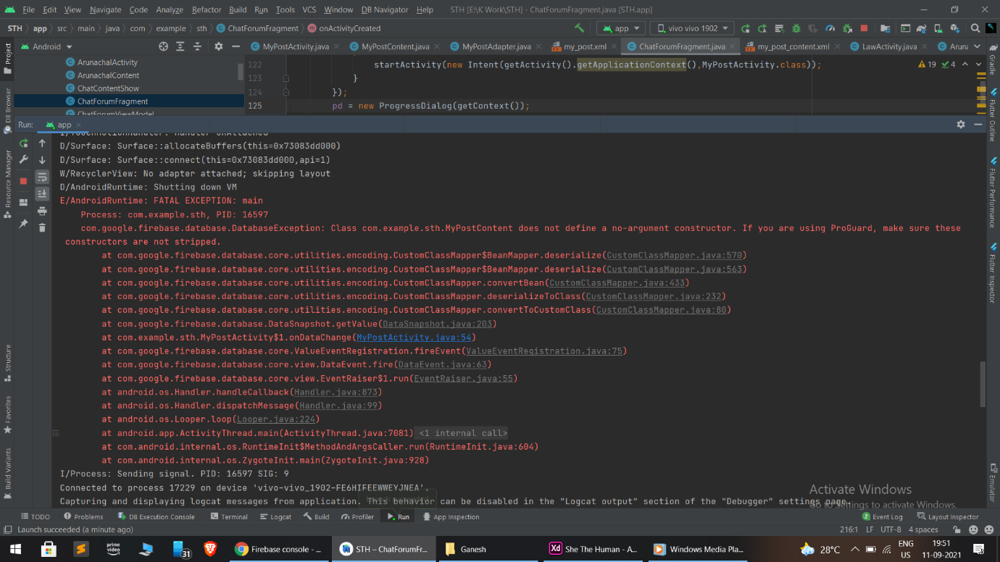 File Edit View Navigate Code Analyze Refactor Build Run Tools VCS Window DB Navigator Help STH [E:\K Work\STH] - ChatForumFragment.java [STH.app]
STH app src main java com example sth ChatForumFragment onActivityCreated app vivo vivo 1902
Android MyPostActivity.java MyPostContent.java MyPostAdapter.java my_post.xml ChatForumFragment.java my_post_content.xml LawActivity.java Aruna
ArunachalActivity
ArunachalContent
ChatContentShow
ChatForumFragment
ChatForumViewModel
122 startActivity(new Intent(getActivity().getApplicationContext(),MyPostActivity.class));
19 4
123 }
124 });
125 pd = new ProgressDialog(getContext());
Run: app
I/TouchMotionHandler: handler onAttached
D/Surface: Surface::allocateBuffers(this=0x73083dd000)
D/Surface: Surface::connect(this=0x73083dd000,api=1)
W/RecyclerView: No adapter attached; skipping layout
D/AndroidRuntime: Shutting down VM
E/AndroidRuntime: FATAL EXCEPTION: main
Process: com.example.sth, PID: 16597
com.google.firebase.database.DatabaseException: Class com.example.sth.MyPostContent does not define a no-argument constructor. If you are using ProGuard, make sure these
constructors are not stripped.
at com.google.firebase.database.core.utilities.encoding.CustomClassMapper$BeanMapper.deserialize(CustomClassMapper.java:570)
at com.google.firebase.database.core.utilities.encoding.CustomClassMapper$BeanMapper.deserialize(CustomClassMapper.java:563)
at com.google.firebase.database.core.utilities.encoding.CustomClassMapper.convertBean(CustomClassMapper.java:433)
at com.google.firebase.database.core.utilities.encoding.CustomClassMapper.deserializeToClass(CustomClassMapper.java:232)
at com.google.firebase.database.core.utilities.encoding.CustomClassMapper.convertToCustomClass(CustomClassMapper.java:80)
at com.google.firebase.database.DataSnapshot.getValue(DataSnapshot.java:203)
at com.example.sth.MyPostActivity$1.onDataChange(MyPostActivity.java:54)
at com.google.firebase.database.core.ValueEventRegistration.fireEvent(ValueEventRegistration.java:75)
at com.google.firebase.database.core.view.DataEvent.fire(DataEvent.java:63)
at com.google.firebase.database.core.view.EventRaiser$1.run(EventRaiser.java:55)
at android.os.Handler.handleCallback(Handler.java:873)
at android.os.Handler.dispatchMessage(Handler.java:99)
at android.os.Looper.loop(Looper.java:224)
at android.app.ActivityThread.main(ActivityThread.java:7081) <1 internal call>
at com.android.internal.os.RuntimeInit$MethodAndArgsCaller.run(RuntimeInit.java:604)
at com.android.internal.os.ZygoteInit.main(ZygoteInit.java:928)
I/Process: Sending signal. PID: 16597 SIG: 9
Connected to process 17229 on device 'vivo-vivo_1902-FE6HIFEEWWEYJNEA'.
Capturing and displaying logcat messages from application. This behavior can be disabled in the "Logcat output" section of the "Debugger" settings page.
Activate Windows
Go to Settings to activate Windows.
Project
DB Browser
Resource Manager
Structure
Favorites
Build Variants
Gradle
Flutter Outline
Flutter Performance
Flutter Inspector
Emulator
TODO Problems DB Execution Console Terminal Logcat Build Profiler Run App Inspection 2 Event Log Layout Inspector
Launch succeeded (a minute ago) 216:1 LF UTF-8 4 spaces
prime video 31 Firebase console - ... STH – ChatForumFr... Ganesh Xd She The Human - A... Windows Media Pla... 28°C ENG US 19:51 11-09-2021